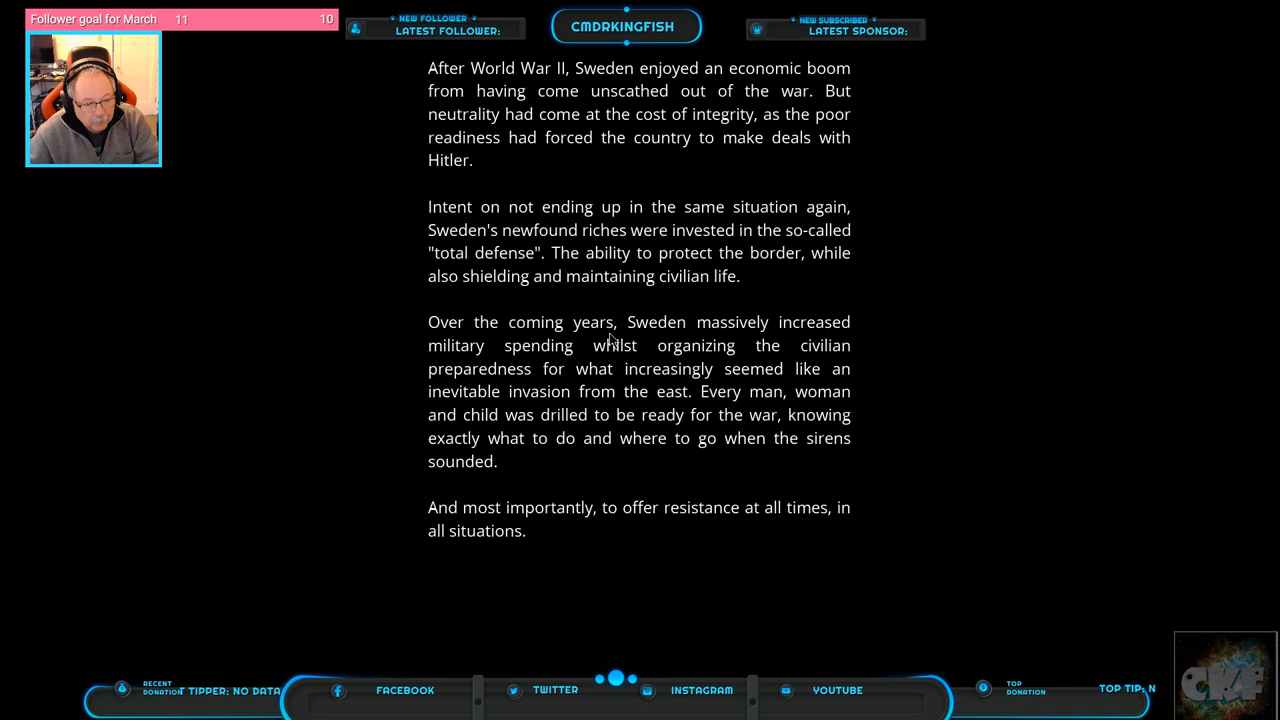 Follower goal for March 11 10
NEW FOLLOWER
LATEST FOLLOWER:
CMDRKINGFISH
NEW SUBSCRIBER
LATEST SPONSOR:
After World War II, Sweden enjoyed an economic boom
from having come unscathed out of the war. But
neutrality had come at the cost of integrity, as the poor
readiness had forced the country to make deals with
Hitler.
Intent on not ending up in the same situation again,
Sweden's newfound riches were invested in the so-called
"total defense". The ability to protect the border, while
also shielding and maintaining civilian life.
Over the coming years, Sweden massively increased
military spending whilst organizing the civilian
preparedness for what increasingly seemed like an
inevitable invasion from the east. Every man, woman
and child was drilled to be ready for the war, knowing
exactly what to do and where to go when the sirens
sounded.
And most importantly, to offer resistance at all times, in
all situations.
RECENT
DONATION
T TIPPER: NO DATA
FACEBOOK
TWITTER
INSTAGRAM
YOUTUBE
TOP
DONATION
TOP TIP: N
CKF